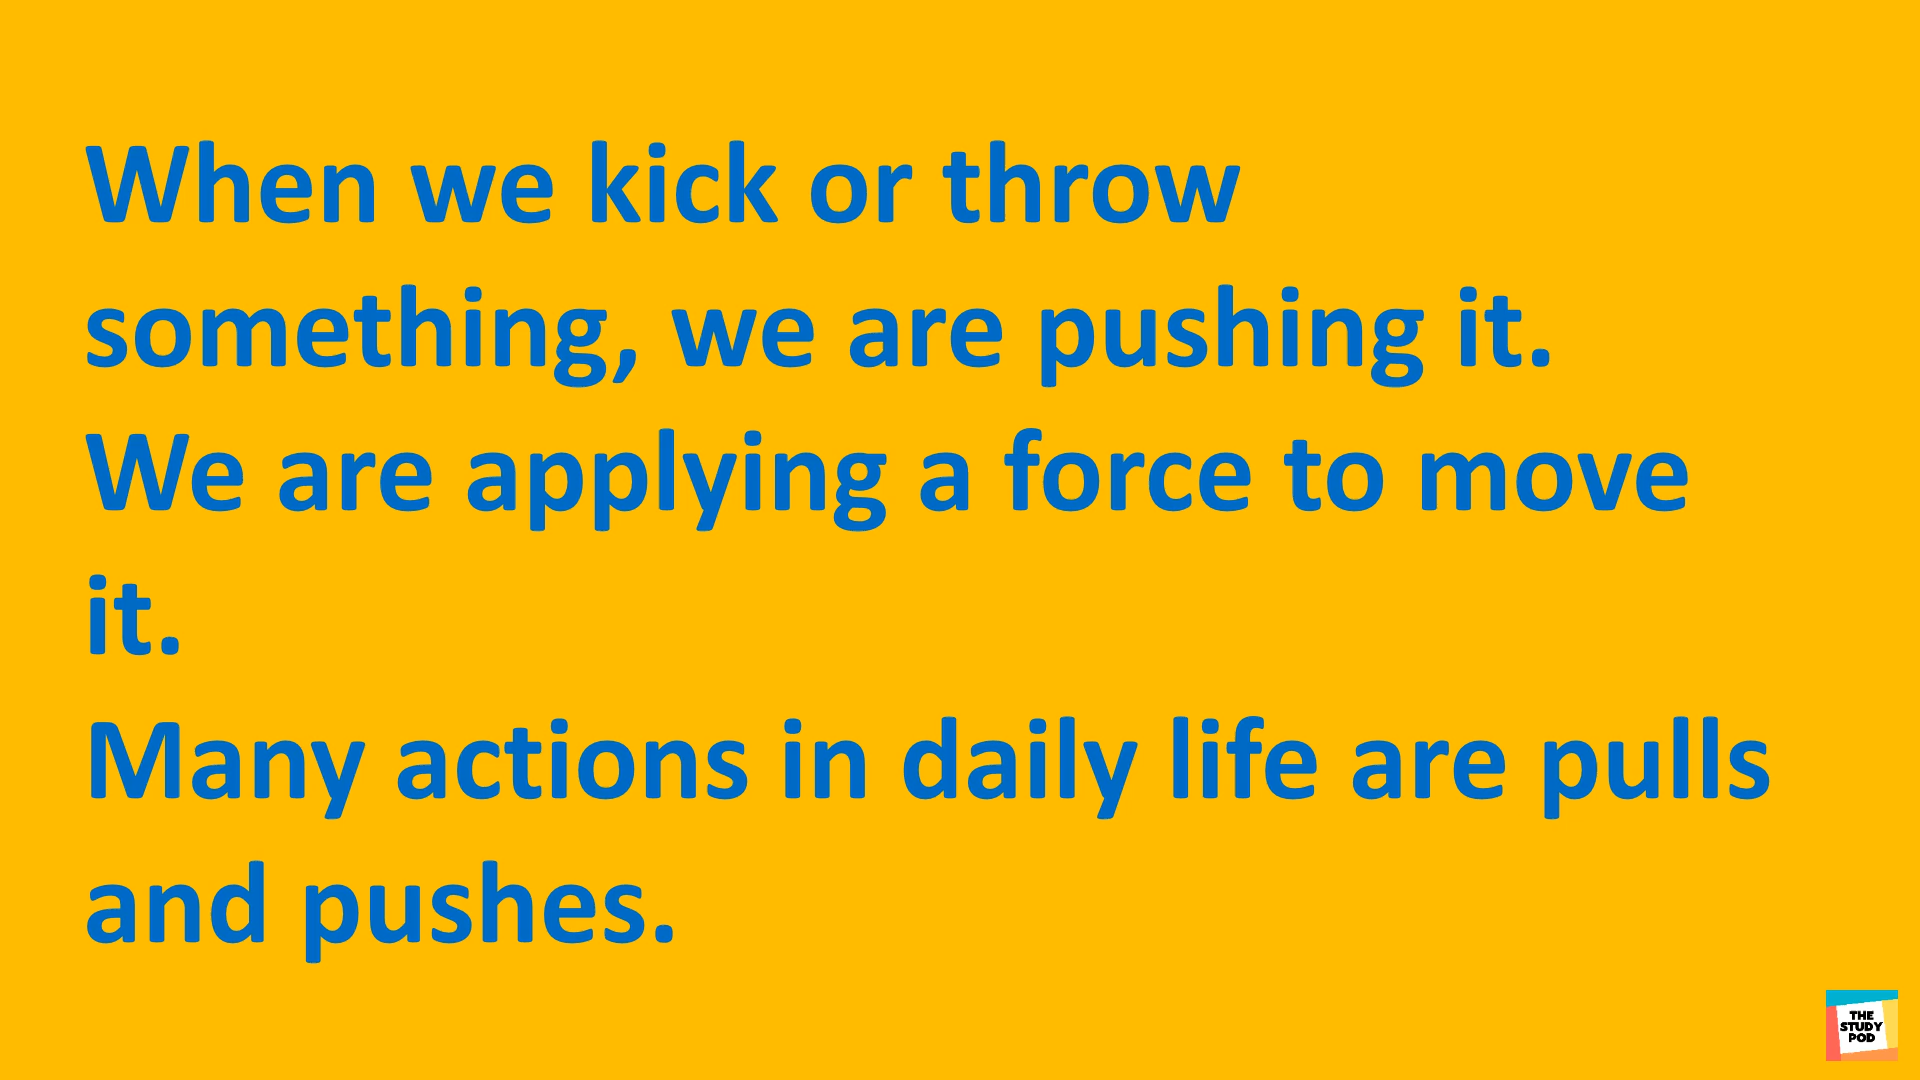 When we kick or throw
something, we are pushing it.
We are applying a force to move
it.
Many actions in daily life are pulls
and pushes.
THE
STUDY
POD